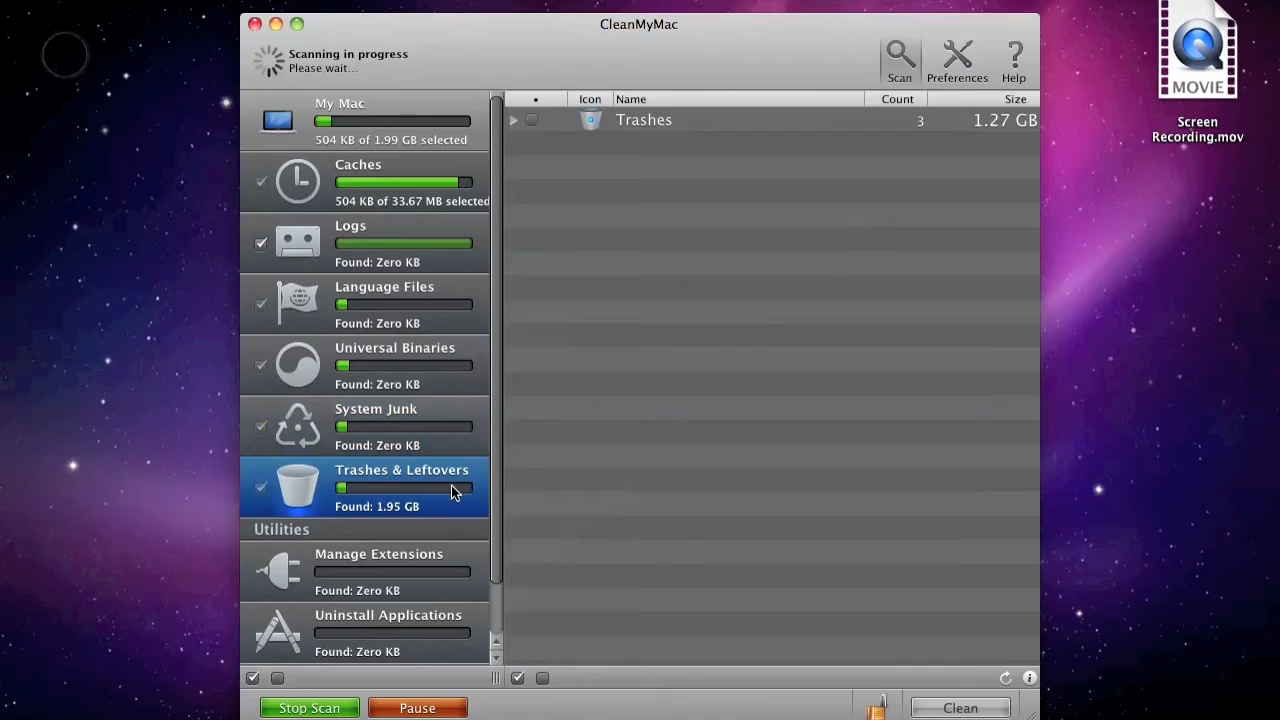 CleanMyMac
Scanning in progress
Please wait...
Scan
Preferences
?
Help
My Mac
504 KB of 1.99 GB selected
Caches
504 KB of 33.67 MB selected
Logs
Found: Zero KB
Language Files
Found: Zero KB
Universal Binaries
Found: Zero KB
System Junk
Found: Zero KB
Trashes & Leftovers
Found: 1.95 GB
Utilities
Manage Extensions
Found: Zero KB
Uninstall Applications
Found: Zero KB
• Icon Name Count Size
Trashes 3 1.27 GB
Stop Scan
Pause
Clean
MOVIE
Screen
Recording.mov